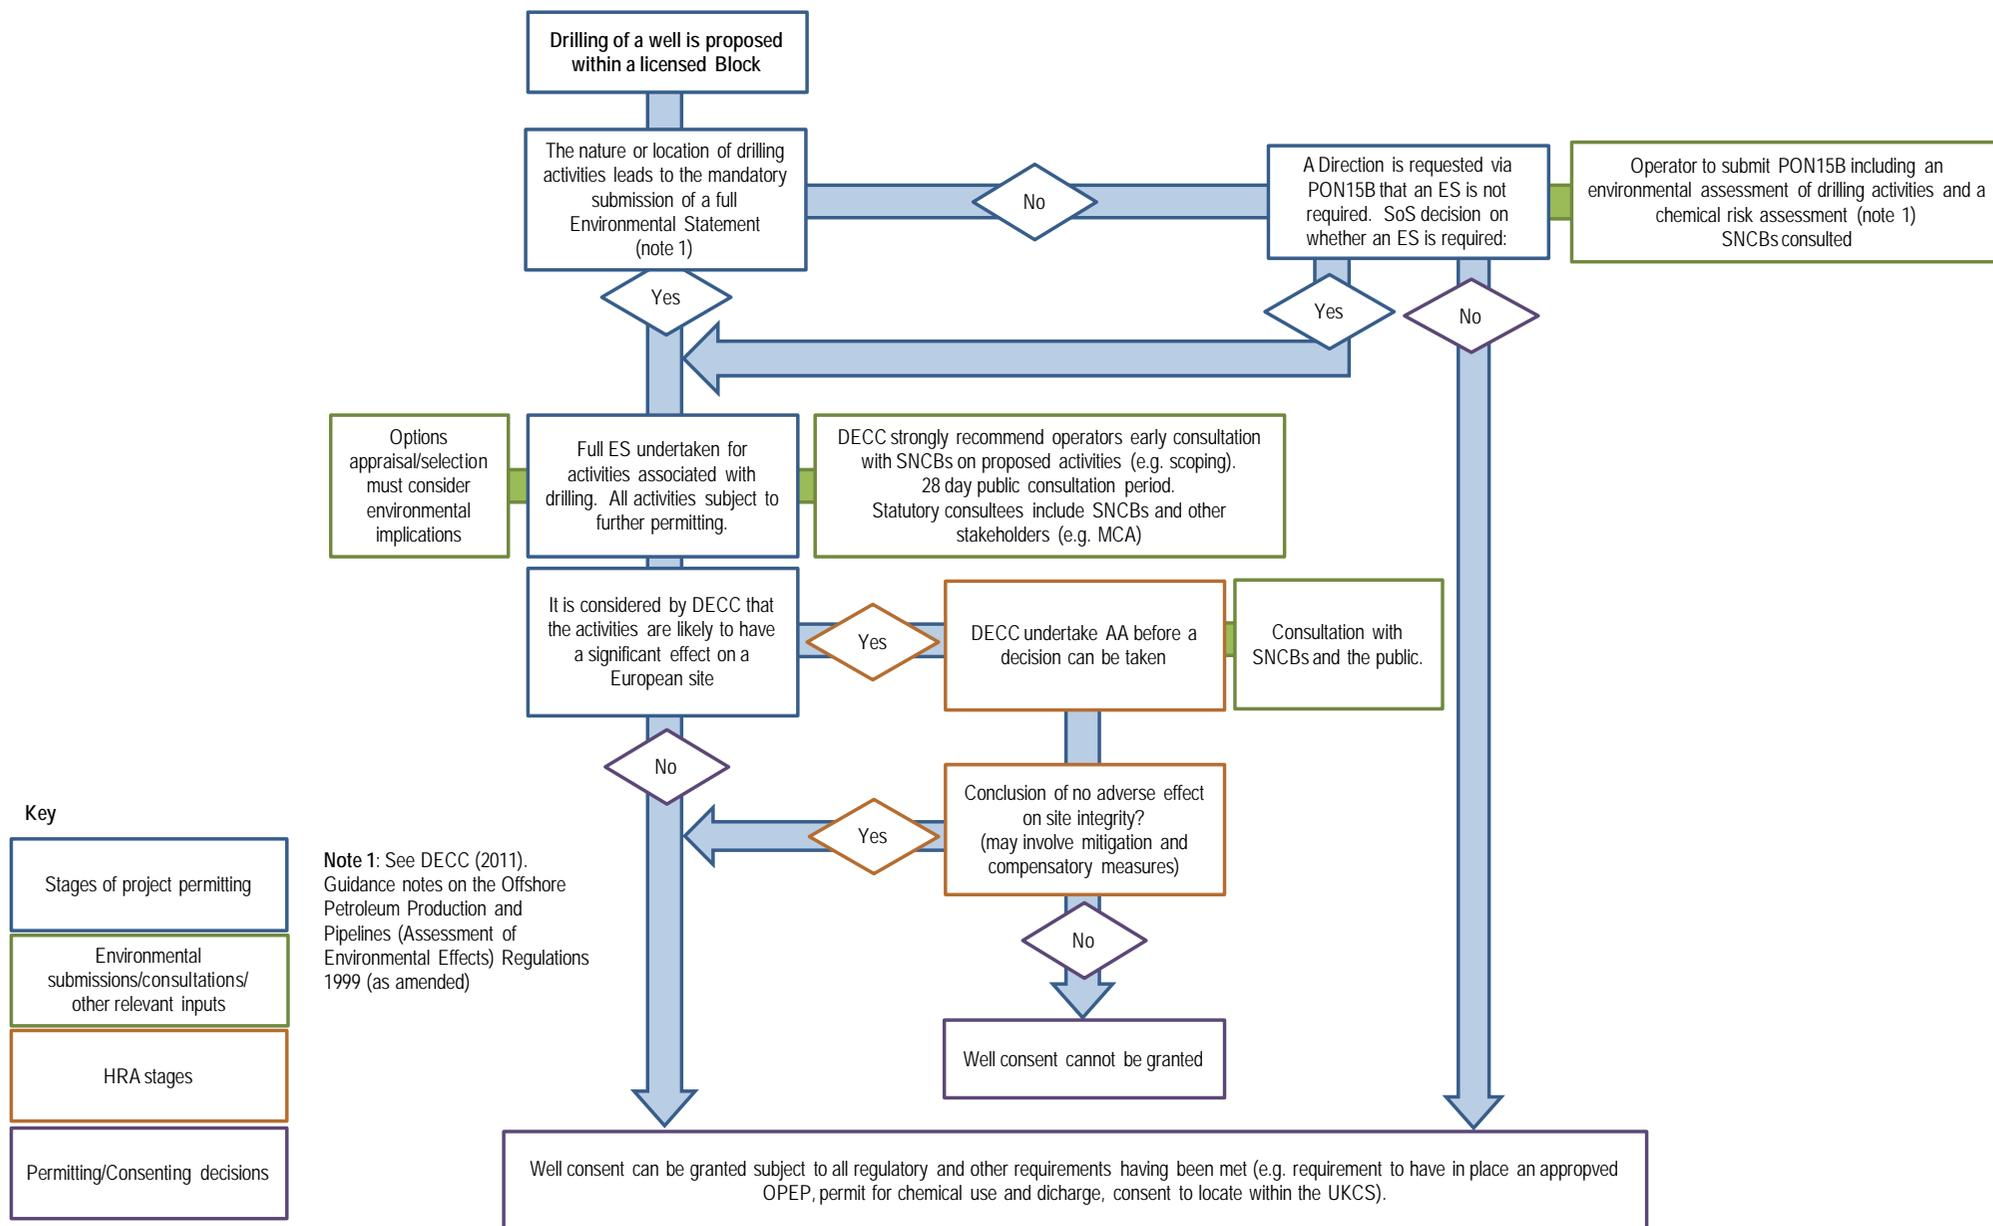 Drilling of a well is proposed
within a licensed Block
The nature or location of drilling
activities leads to the mandatory
submission of a full
Environmental Statement
(note 1)
No
A Direction is requested via
PON15B that an ES is not
required. SoS decision on
whether an ES is required:
Operator to submit PON15B including an
environmental assessment of drilling activities and a
chemical risk assessment (note 1)
SNCBs consulted
Yes
Yes
No
Options
appraisal/selection
must consider
environmental
implications
Full ES undertaken for
activities associated with
drilling. All activities subject to
further permitting.
DECC strongly recommend operators early consultation
with SNCBs on proposed activities (e.g. scoping).
28 day public consultation period.
Statutory consultees include SNCBs and other
stakeholders (e.g. MCA)
It is considered by DECC that
the activities are likely to have
a significant effect on a
European site
Yes
DECC undertake AA before a
decision can be taken
Consultation with
SNCBs and the public.
No
Yes
Conclusion of no adverse effect
on site integrity?
(may involve mitigation and
compensatory measures)
No
Well consent cannot be granted
Key
Stages of project permitting
Environmental
submissions/consultations/
other relevant inputs
HRA stages
Permitting/Consenting decisions
Note 1: See DECC (2011).
Guidance notes on the Offshore
Petroleum Production and
Pipelines (Assessment of
Environmental Effects) Regulations
1999 (as amended)
Well consent can be granted subject to all regulatory and other requirements having been met (e.g. requirement to have in place an appropved
OPEP, permit for chemical use and dicharge, consent to locate within the UKCS).